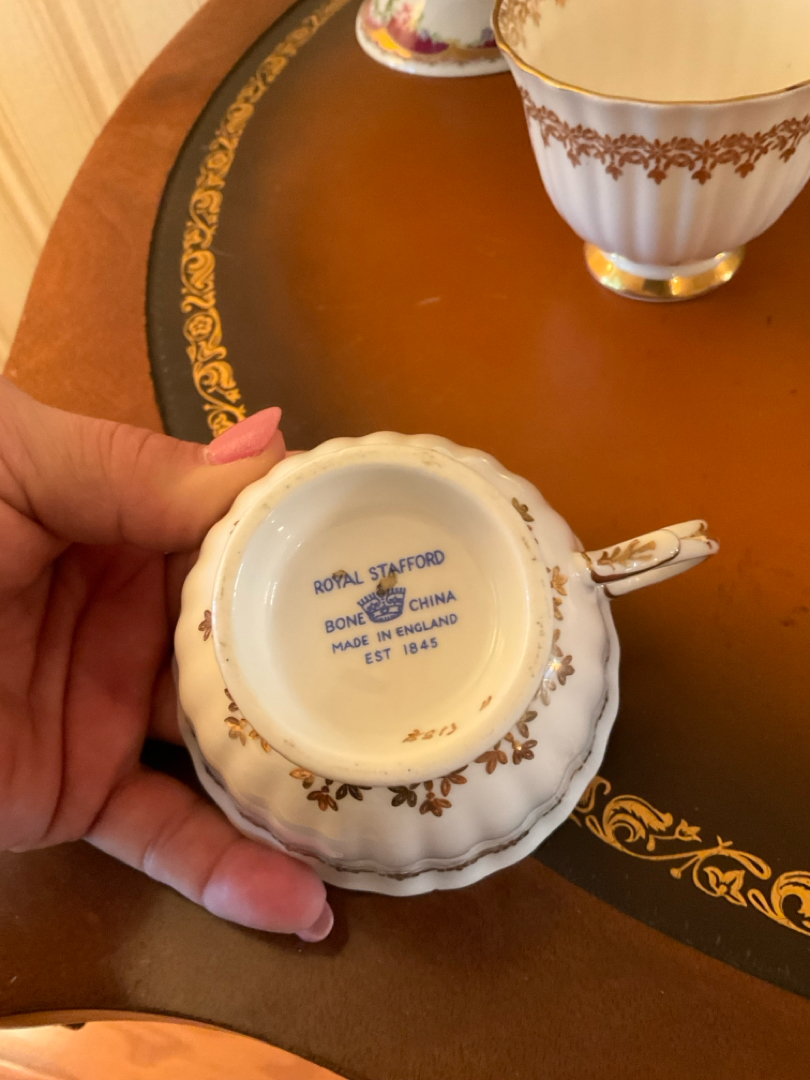 ROYAL STAFFORD
BONE CHINA
MADE IN ENGLAND
EST 1845